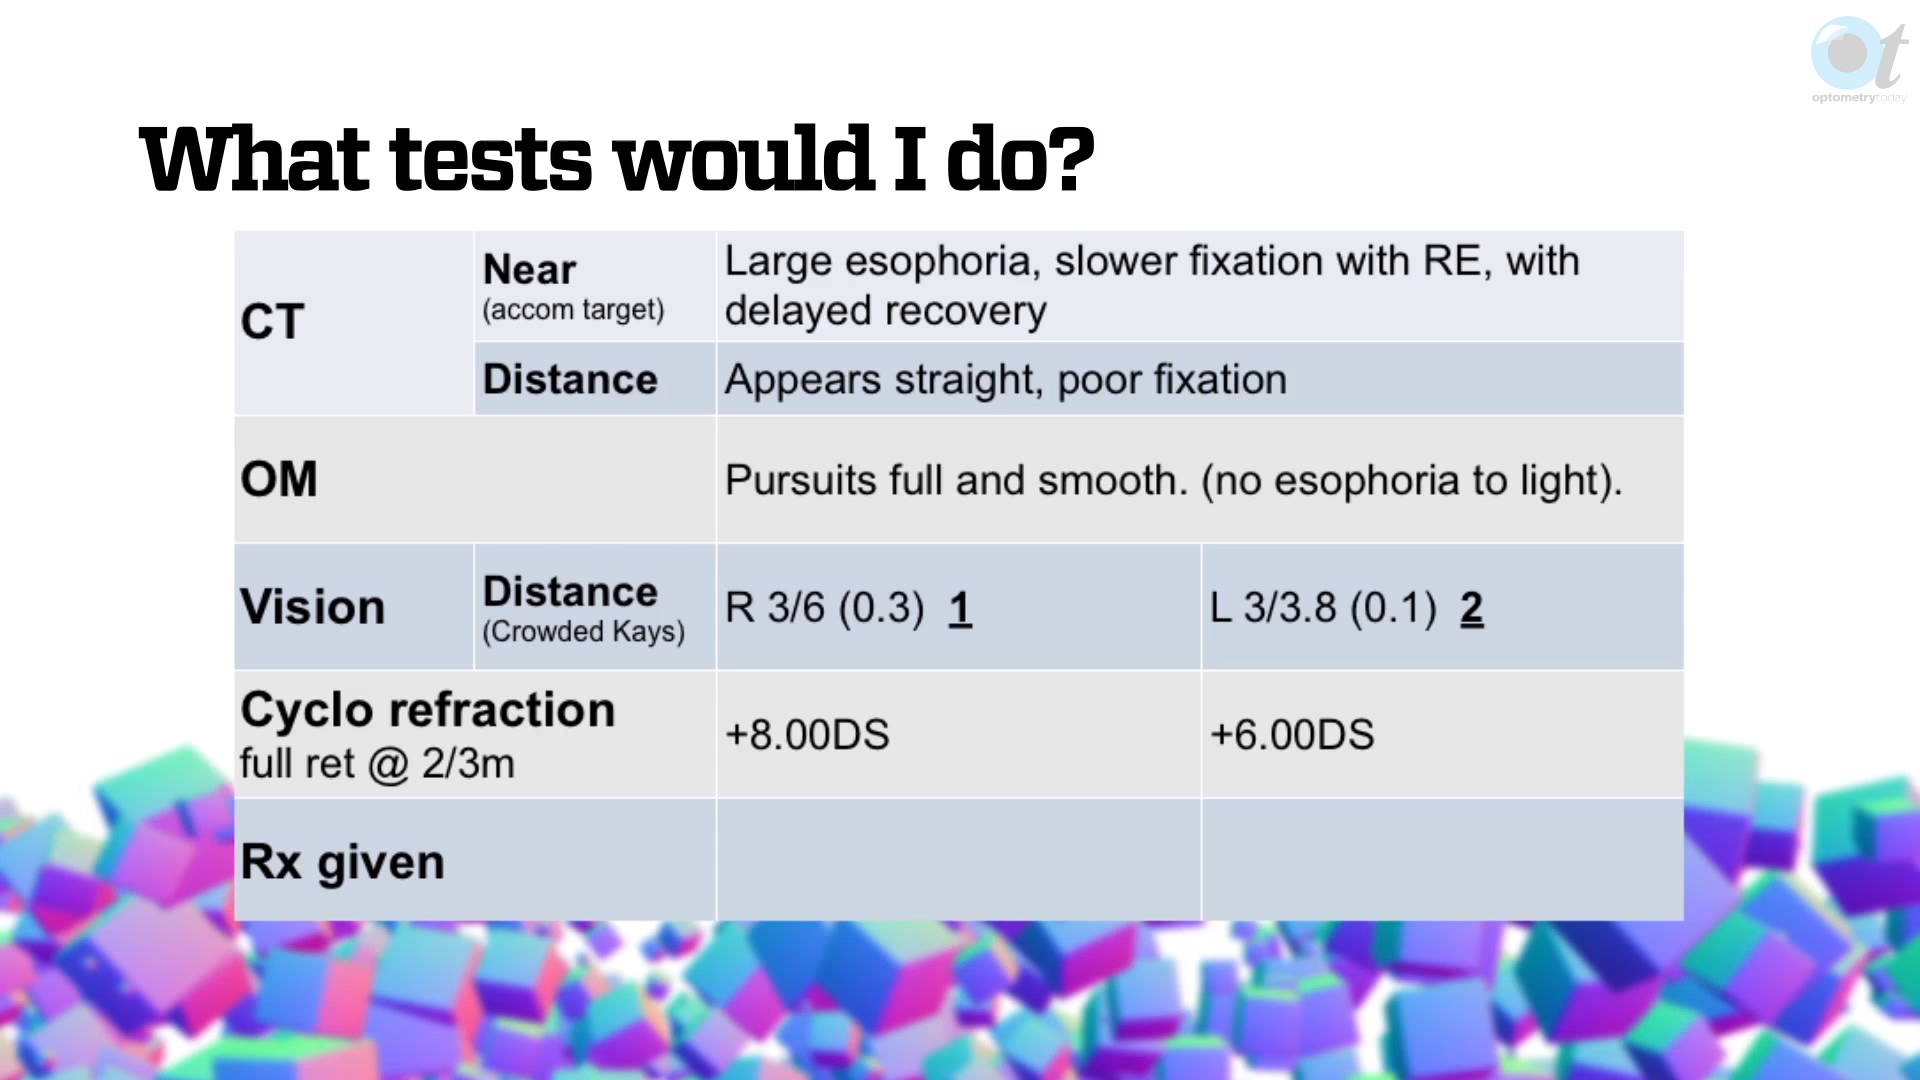 optometrytoday
What tests would I do?
CT
Near
(accom target)
Large esophoria, slower fixation with RE, with
delayed recovery
Distance
Appears straight, poor fixation
OM
Pursuits full and smooth. (no esophoria to light).
Vision
Distance
(Crowded Kays)
R 3/6 (0.3) 1
L 3/3.8 (0.1) 2
Cyclo refraction
full ret @ 2/3m
+8.00DS
+6.00DS
Rx given